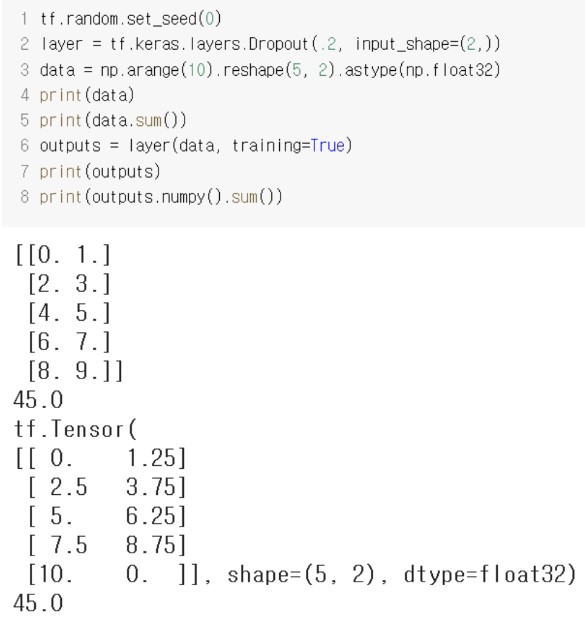 1 tf.random.set_seed(0)
2 layer = tf.keras.layers.Dropout(.2, input_shape=(2,))
3 data = np.arange(10).reshape(5, 2).astype(np.float32)
4 print(data)
5 print(data.sum())
6 outputs = layer(data, training=True)
7 print(outputs)
8 print(outputs.numpy().sum())
[[0. 1.]
 [2. 3.]
 [4. 5.]
 [6. 7.]
 [8. 9.]]
45.0
tf.Tensor(
[[ 0.    1.25]
 [ 2.5   3.75]
 [ 5.    6.25]
 [ 7.5   8.75]
 [10.    0.  ]], shape=(5, 2), dtype=float32)
45.0